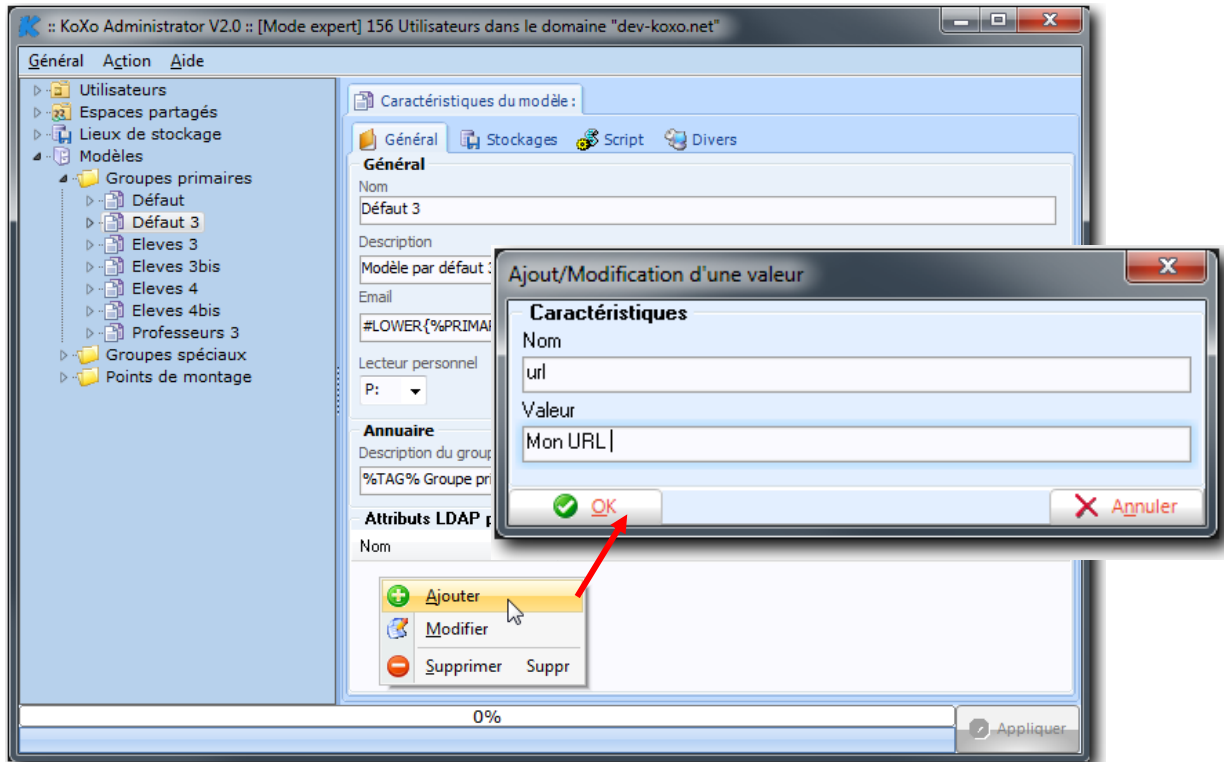 :: KoXo Administrator V2.0 :: [Mode expert] 156 Utilisateurs dans le domaine "dev-koxo.net"
Général Action Aide
Utilisateurs
Espaces partagés
Lieux de stockage
Modèles
Groupes primaires
Défaut
Défaut 3
Eleves 3
Eleves 3bis
Eleves 4
Eleves 4bis
Professeurs 3
Groupes spéciaux
Points de montage
Caractéristiques du modèle :
Général Stockages Script Divers
Général
Nom
Défaut 3
Description
Modèle par défaut 3
Email
#LOWER{%PRIMAR
Lecteur personnel
P:
Annuaire
Description du group
%TAG% Groupe pri
Attributs LDAP p
Nom
Ajouter
Modifier
Supprimer Suppr
Ajout/Modification d'une valeur
Caractéristiques
Nom
url
Valeur
Mon URL
OK Annuler
0%
Appliquer